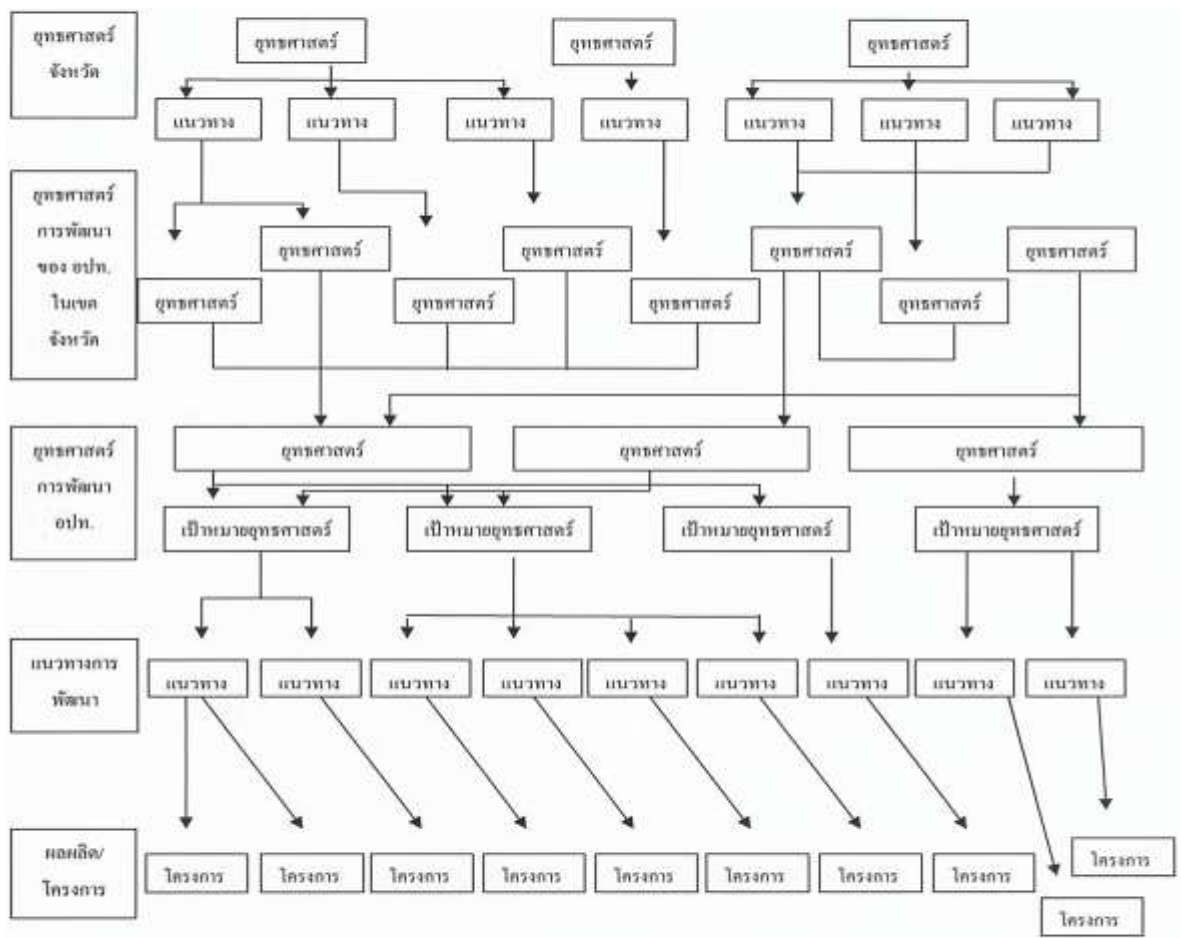 ยุทธศาสตร์
จังหวัด
ยุทธศาสตร์
ยุทธศาสตร์
ยุทธศาสตร์
แนวทาง
แนวทาง
แนวทาง
แนวทาง
แนวทาง
แนวทาง
แนวทาง
ยุทธศาสตร์
การพัฒนา
ของ อปท.
ในเขต
จังหวัด
ยุทธศาสตร์
ยุทธศาสตร์
ยุทธศาสตร์
ยุทธศาสตร์
ยุทธศาสตร์
ยุทธศาสตร์
ยุทธศาสตร์
ยุทธศาสตร์
ยุทธศาสตร์
การพัฒนา
อปท.
ยุทธศาสตร์
ยุทธศาสตร์
ยุทธศาสตร์
เป้าหมายยุทธศาสตร์
เป้าหมายยุทธศาสตร์
เป้าหมายยุทธศาสตร์
เป้าหมายยุทธศาสตร์
แนวทางการ
พัฒนา
แนวทาง
แนวทาง
แนวทาง
แนวทาง
แนวทาง
แนวทาง
แนวทาง
แนวทาง
แนวทาง
ผลผลิต/
โครงการ
โครงการ
โครงการ
โครงการ
โครงการ
โครงการ
โครงการ
โครงการ
โครงการ
โครงการ
โครงการ